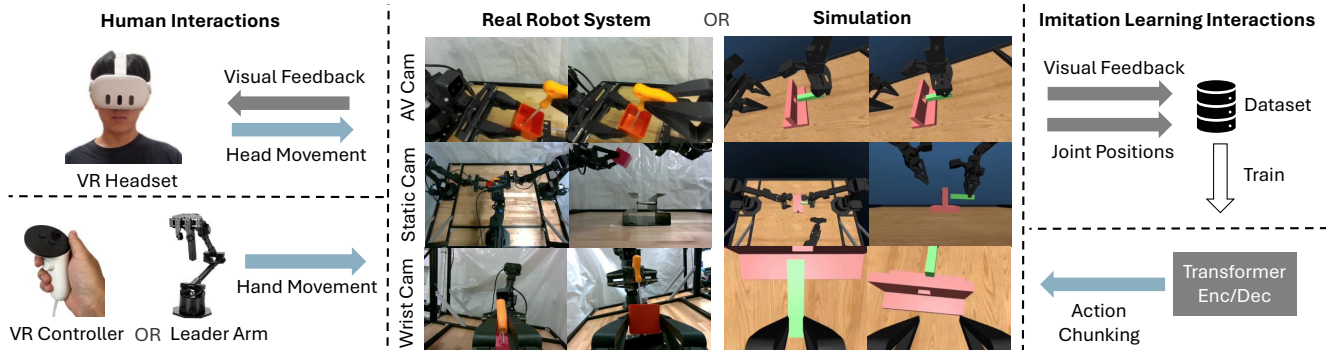 Human Interactions
Visual Feedback
Head Movement
VR Headset
Hand Movement
VR Controller OR Leader Arm
Real Robot System OR Simulation
AV Cam
Static Cam
Wrist Cam
Imitation Learning Interactions
Visual Feedback
Joint Positions
Dataset
Train
Transformer
Enc/Dec
Action
Chunking